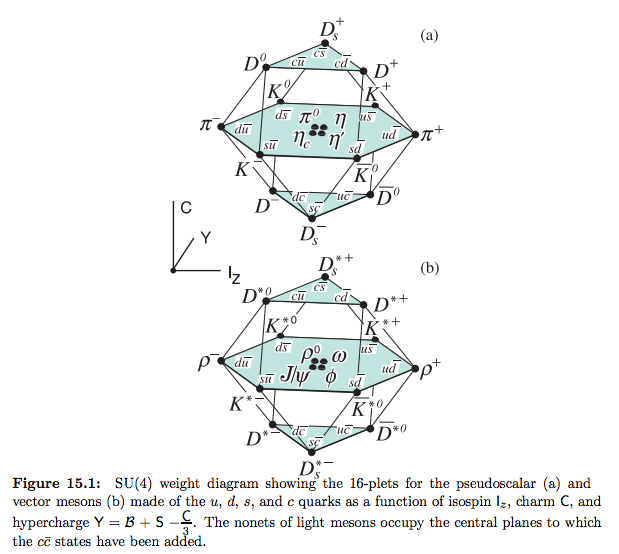 D_s^+
(a)
cs̄
D^0 cū cd̄ D^+
K^0 K^+
ds̄ π^0 η us̄
π^- dū ud̄ π^+
η_c η′
sū sd̄
K^- K̄^0
D^- dc̄ uc̄ D̄^0
sc̄
D_s^-
C
Y
I_z
D_s^{*+}
(b)
cs̄
D^{*0} cū cd̄ D^{*+}
K^{*0} K^{*+}
ds̄ ρ^0 ω us̄
ρ^- dū ud̄ ρ^+
J/ψ ϕ
sū sd̄
K^{*-} K̄^{*0}
D^{*-} dc̄ uc̄ D̄^{*0}
sc̄
D_s^{*-}
Figure 15.1: SU(4) weight diagram showing the 16-plets for the pseudoscalar (a) and
vector mesons (b) made of the u, d, s, and c quarks as a function of isospin I_z, charm C, and
hypercharge Y = B + S − C/3. The nonets of light mesons occupy the central planes to which
the cc̄ states have been added.